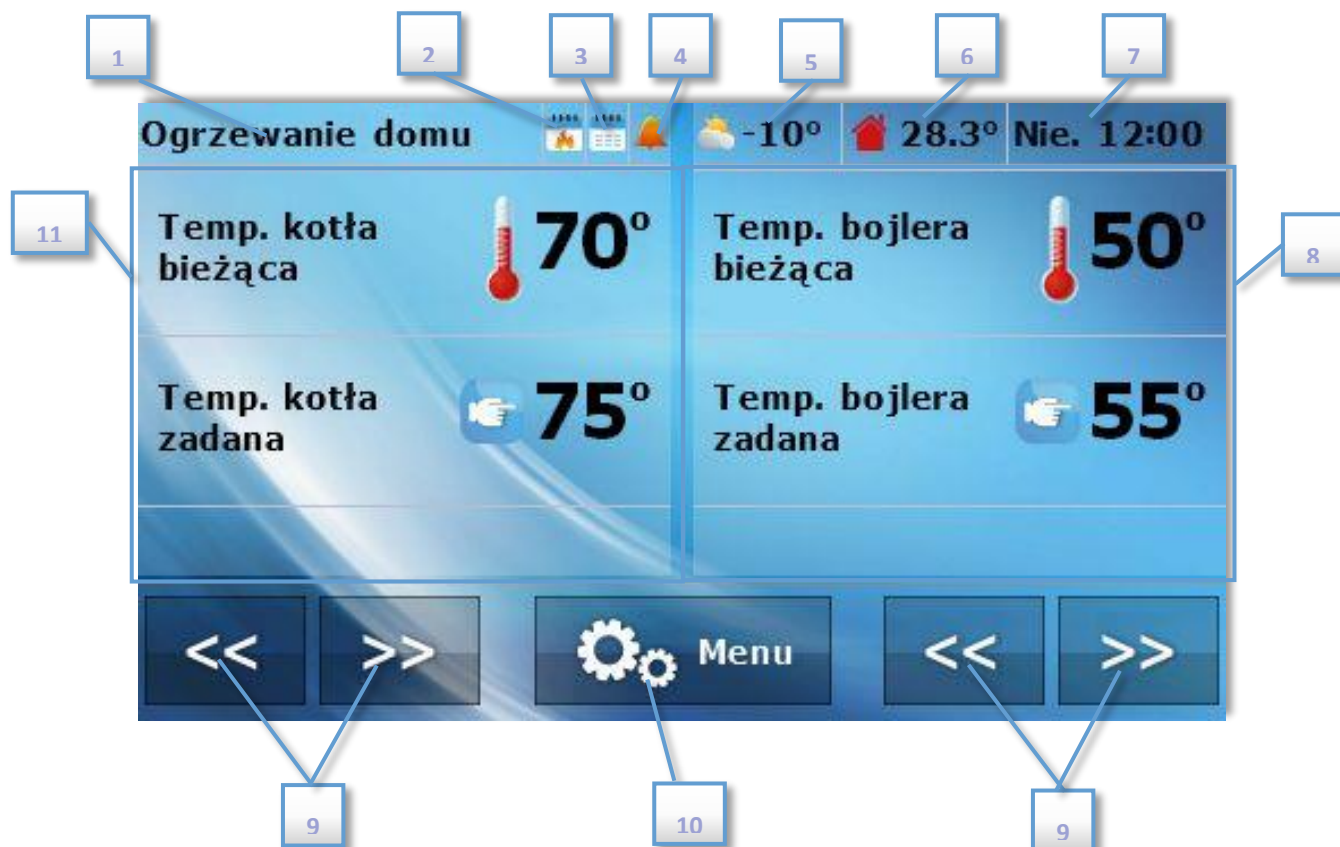 1
2
3
4
5
6
7
Ogrzewanie domu
-10° 28.3° Nie. 12:00
11
8
Temp. kotła
bieżąca
70°
Temp. bojlera
bieżąca
50°
Temp. kotła
zadana
75°
Temp. bojlera
zadana
55°
<< >> Menu << >>
9
10
9